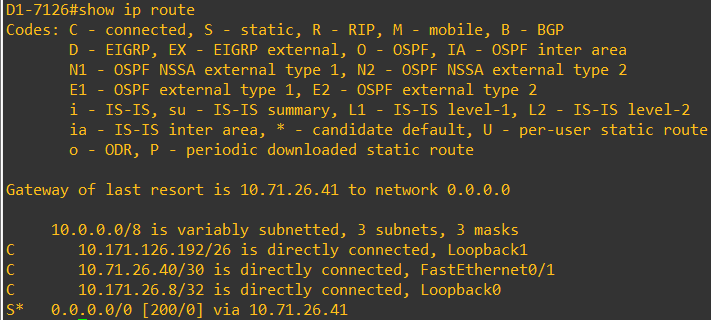 D1-7126#show ip route
Codes: C - connected, S - static, R - RIP, M - mobile, B - BGP
       D - EIGRP, EX - EIGRP external, O - OSPF, IA - OSPF inter area
       N1 - OSPF NSSA external type 1, N2 - OSPF NSSA external type 2
       E1 - OSPF external type 1, E2 - OSPF external type 2
       i - IS-IS, su - IS-IS summary, L1 - IS-IS level-1, L2 - IS-IS level-2
       ia - IS-IS inter area, * - candidate default, U - per-user static route
       o - ODR, P - periodic downloaded static route

Gateway of last resort is 10.71.26.41 to network 0.0.0.0

     10.0.0.0/8 is variably subnetted, 3 subnets, 3 masks
C       10.171.126.192/26 is directly connected, Loopback1
C       10.71.26.40/30 is directly connected, FastEthernet0/1
C       10.171.26.8/32 is directly connected, Loopback0
S*   0.0.0.0/0 [200/0] via 10.71.26.41